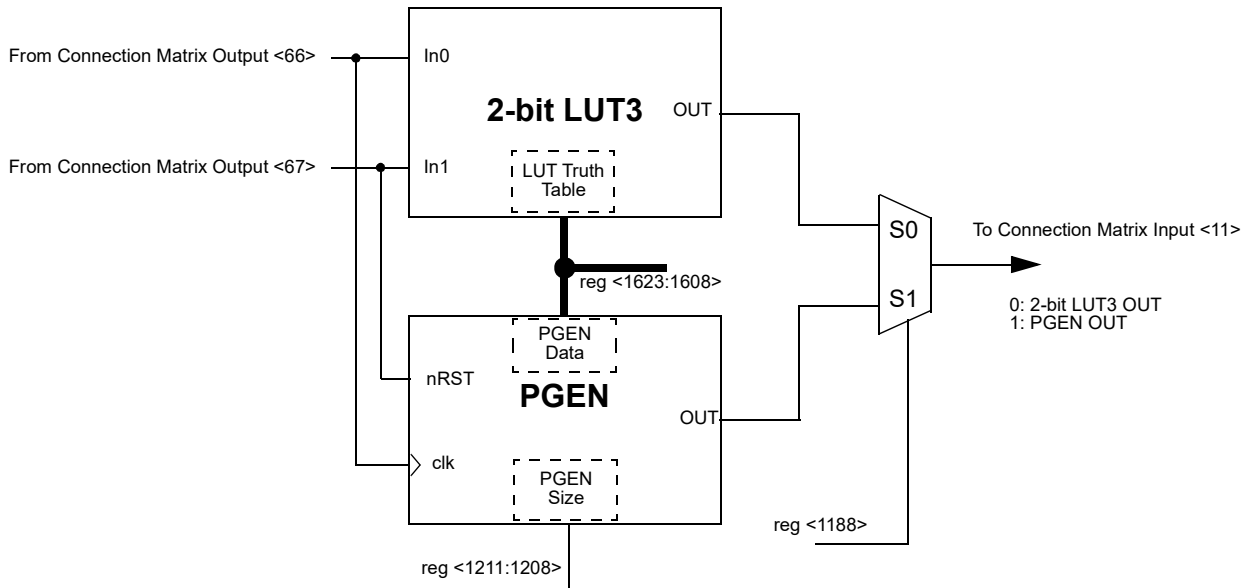 From Connection Matrix Output <66>
In0
2-bit LUT3
OUT
From Connection Matrix Output <67>
In1
LUT Truth
Table
S0
To Connection Matrix Input <11>
reg <1623:1608>
S1
0: 2-bit LUT3 OUT
1: PGEN OUT
PGEN
Data
nRST
PGEN
OUT
clk
PGEN
Size
reg <1188>
reg <1211:1208>